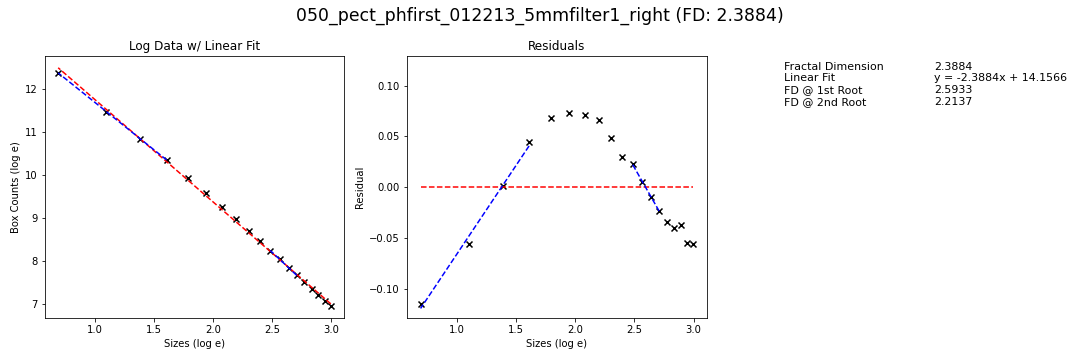 050_pect_phfirst_012213_5mmfilter1_right (FD: 2.3884)
Log Data w/ Linear Fit
Box Counts (log e)
12
11
10
9
8
7
1.0 1.5 2.0 2.5 3.0
Sizes (log e)
Residuals
Residual
0.10
0.05
0.00
−0.05
−0.10
1.0 1.5 2.0 2.5 3.0
Sizes (log e)
Fractal Dimension 2.3884
Linear Fit y = -2.3884x + 14.1566
FD @ 1st Root 2.5933
FD @ 2nd Root 2.2137